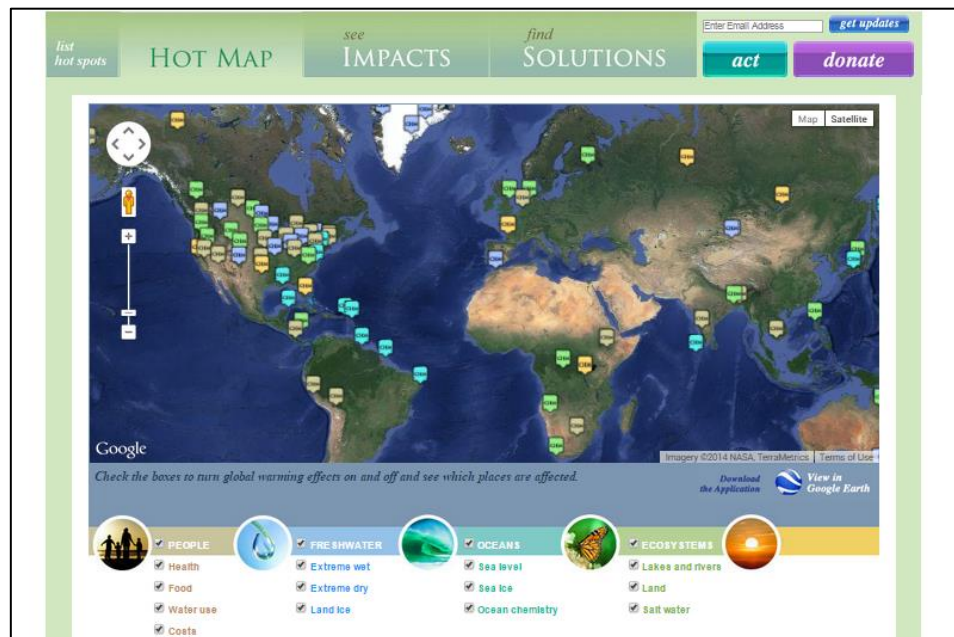 Enter Email Address
get updates
list
hot spots
HOT MAP
see
IMPACTS
find
SOLUTIONS
act
donate
Map
Satellite
Google
Imagery ©2014 NASA, TerraMetrics
Terms of Use
Check the boxes to turn global warming effects on and off and see which places are affected.
Download
the Application
View in
Google Earth
PEOPLE
Health
Food
Water use
Costs
FRESHWATER
Extreme wet
Extreme dry
Land ice
OCEANS
Sea level
Sea ice
Ocean chemistry
ECOSYSTEMS
Lakes and rivers
Land
Salt water